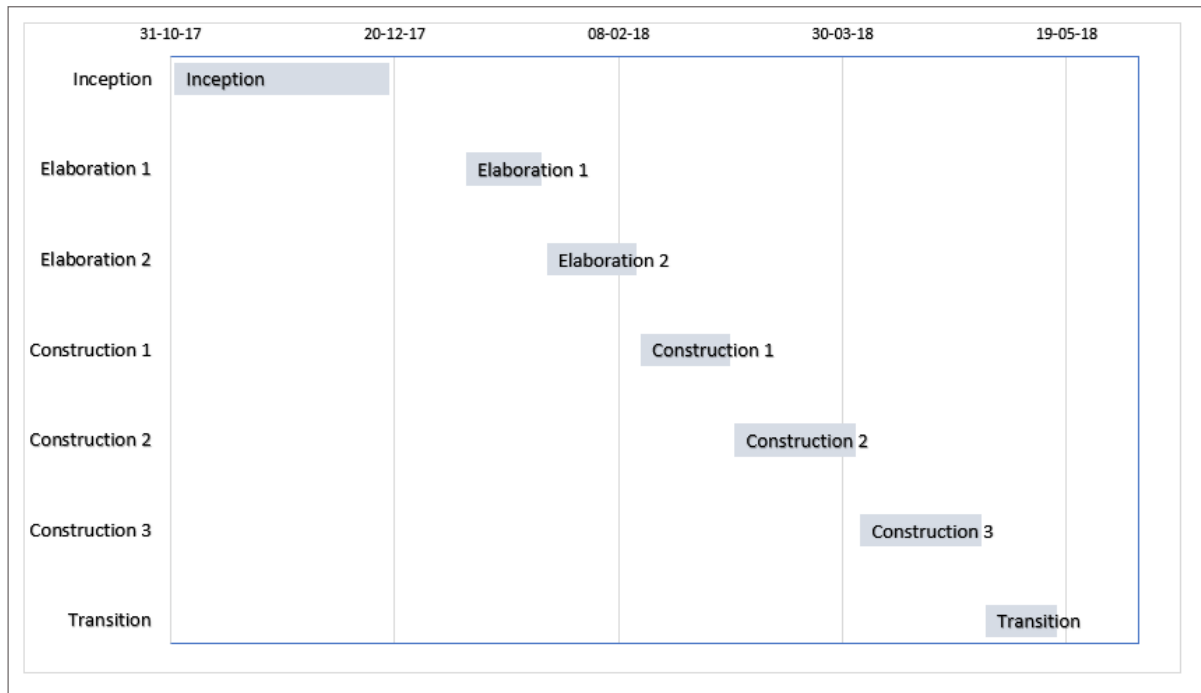 31-10-17 20-12-17 08-02-18 30-03-18 19-05-18
Inception Inception
Elaboration 1 Elaboration 1
Elaboration 2 Elaboration 2
Construction 1 Construction 1
Construction 2 Construction 2
Construction 3 Construction 3
Transition Transition